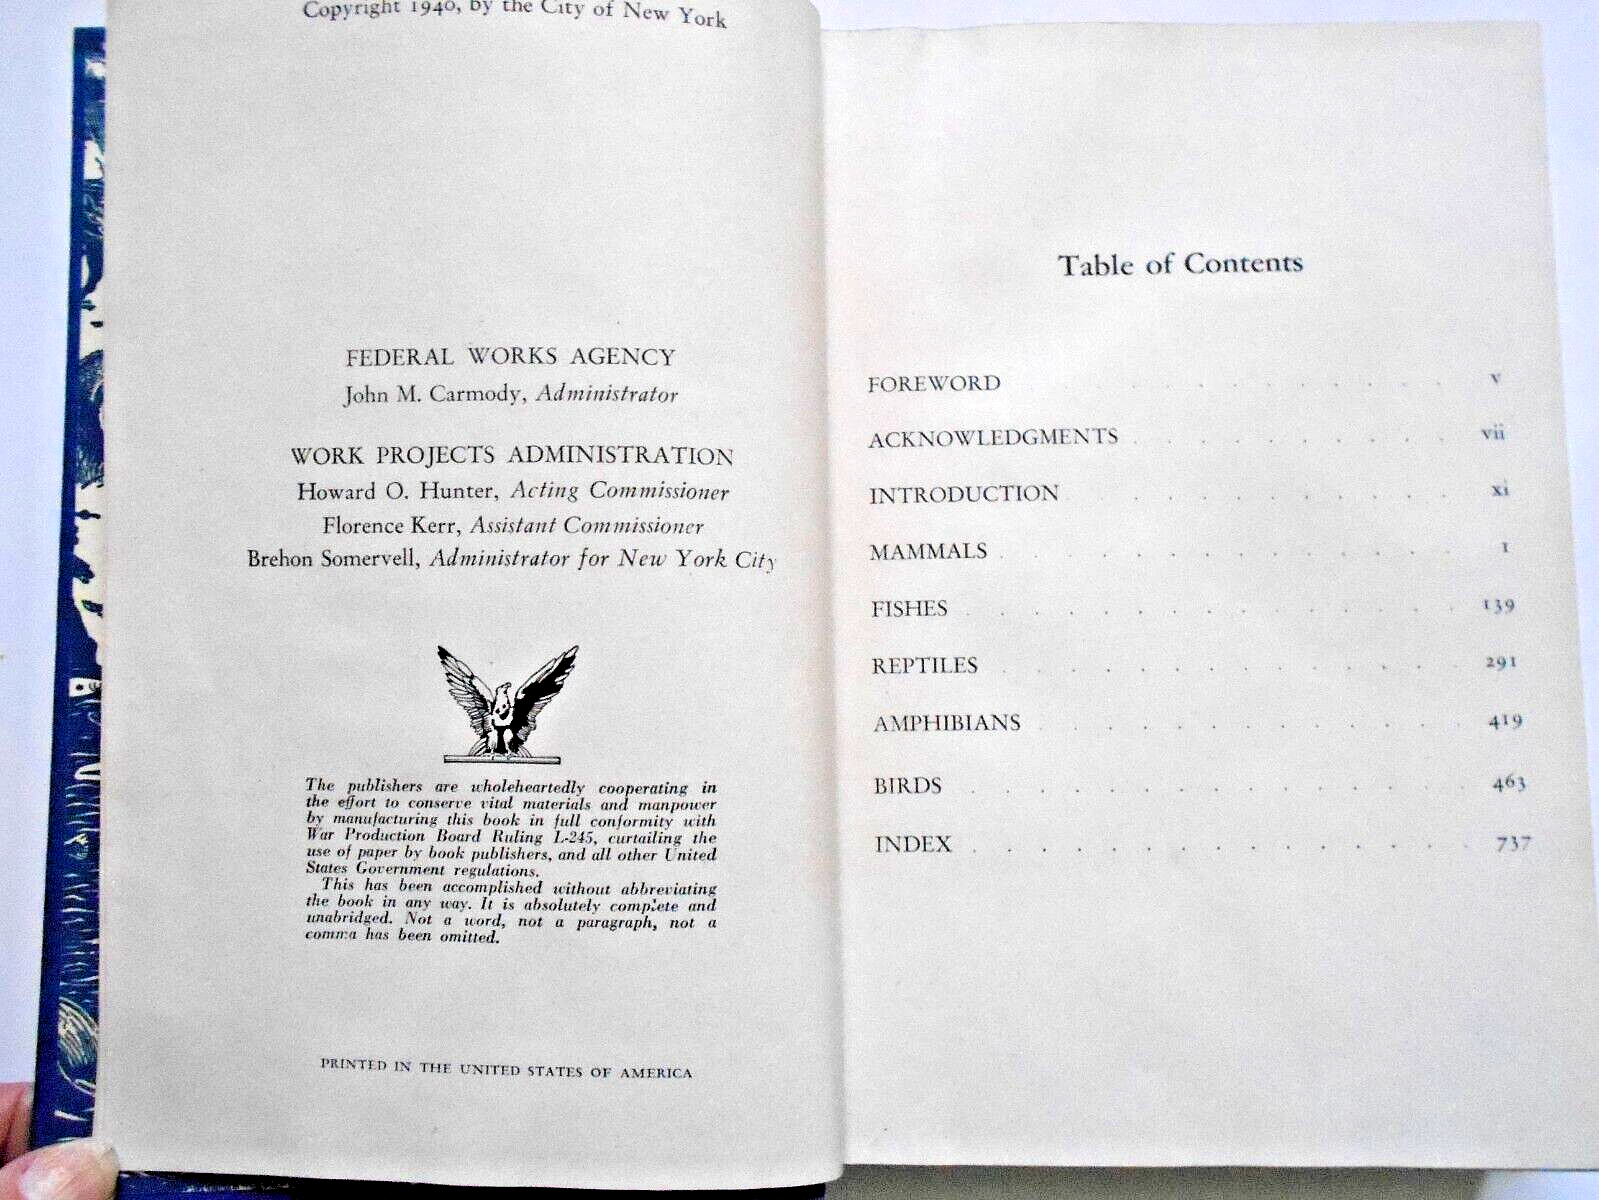 Copyright 1940, by the City of New York
FEDERAL WORKS AGENCY
John M. Carmody, Administrator
WORK PROJECTS ADMINISTRATION
Howard O. Hunter, Acting Commissioner
Florence Kerr, Assistant Commissioner
Brehon Somervell, Administrator for New York City
The publishers are wholeheartedly cooperating in
the effort to conserve vital materials and manpower
by manufacturing this book in full conformity with
War Production Board Ruling L-245, curtailing the
use of paper by book publishers, and all other United
States Government regulations.
This has been accomplished without abbreviating
the book in any way. It is absolutely complete and
unabridged. Not a word, not a paragraph, not a
comma has been omitted.
PRINTED IN THE UNITED STATES OF AMERICA
Table of Contents
FOREWORD . . . . . . . . . . . . v
ACKNOWLEDGMENTS . . . . . . . . . . vii
INTRODUCTION . . . . . . . . . . . xi
MAMMALS . . . . . . . . . . . . . 1
FISHES . . . . . . . . . . . . . . . 139
REPTILES . . . . . . . . . . . . . . 291
AMPHIBIANS . . . . . . . . . . . . . 419
BIRDS . . . . . . . . . . . . . . . 463
INDEX . . . . . . . . . . . . . . . 737